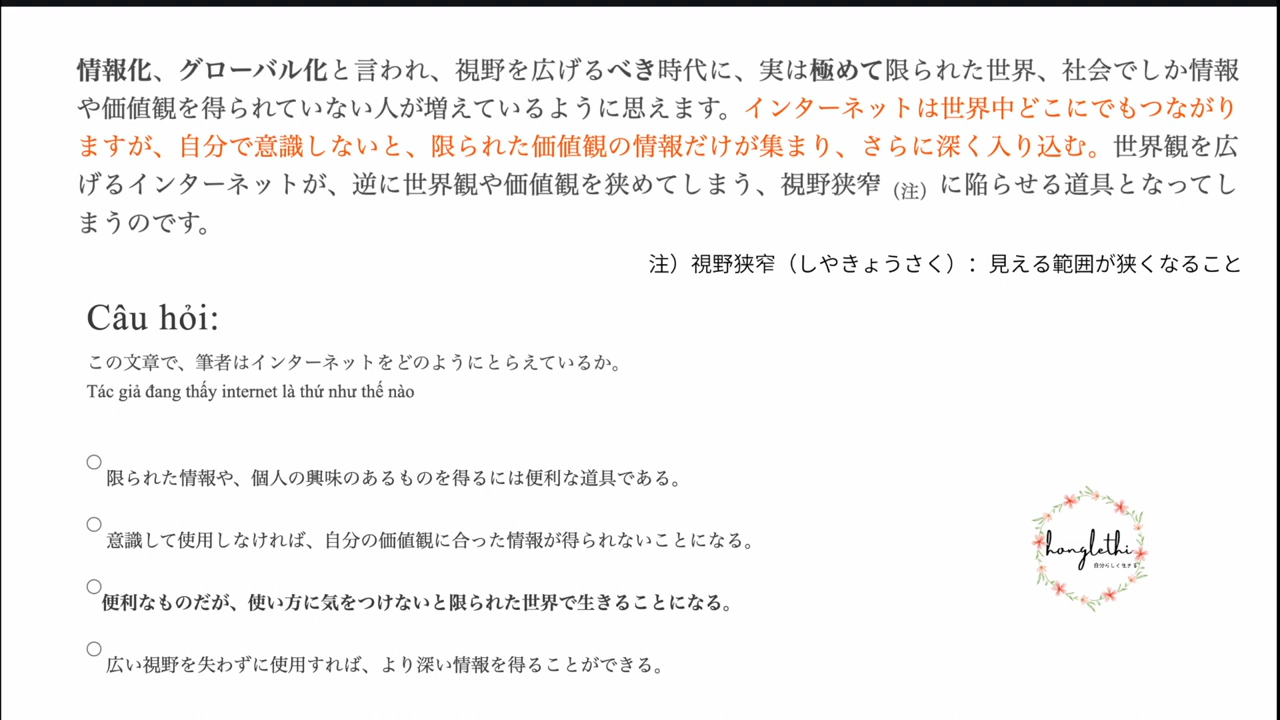 情報化、グローバル化と言われ、視野を広げるべき時代に、実は極めて限られた世界、社会でしか情報
や価値観を得られていない人が増えているように思えます。インターネットは世界中どこにでもつながり
ますが、自分で意識しないと、限られた価値観の情報だけが集まり、さらに深く入り込む。世界観を広
げるインターネットが、逆に世界観や価値観を狭めてしまう、視野狭窄（注）に陥らせる道具となってし
まうのです。
注）視野狭窄（しやきょうさく）：見える範囲が狭くなること
Câu hỏi:
この文章で、筆者はインターネットをどのようにとらえているか。
Tác giả đang thấy internet là thứ như thế nào
限られた情報や、個人の興味のあるものを得るには便利な道具である。
意識して使用しなければ、自分の価値観に合った情報が得られないことになる。
便利なものだが、使い方に気をつけないと限られた世界で生きることになる。
広い視野を失わずに使用すれば、より深い情報を得ることができる。
honglethi
自分らしく生きる